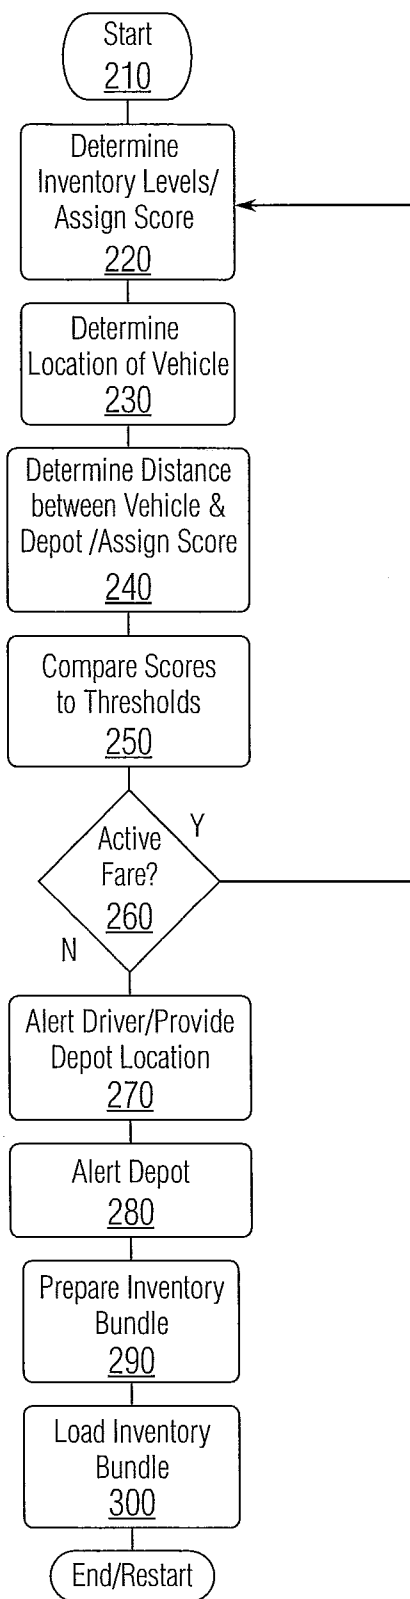 Start
210
Determine
Inventory Levels/
Assign Score
220
Determine
Location of Vehicle
230
Determine Distance
between Vehicle &
Depot /Assign Score
240
Compare Scores
to Thresholds
250
Y
Active
Fare?
260
N
Alert Driver/Provide
Depot Location
270
Alert Depot
280
Prepare Inventory
Bundle
290
Load Inventory
Bundle
300
End/Restart